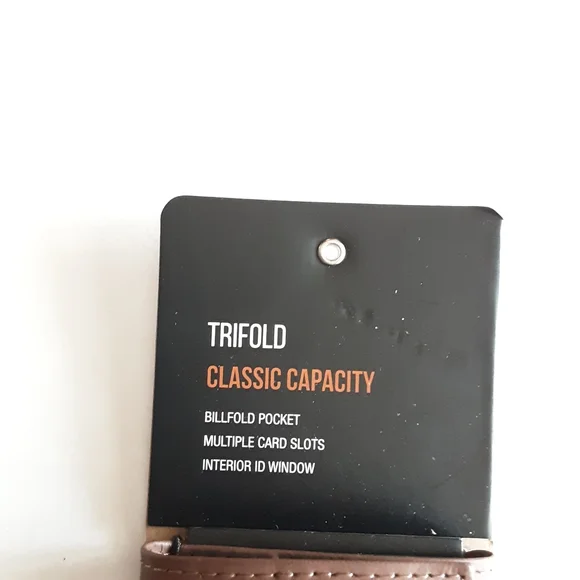 TRIFOLD
CLASSIC CAPACITY
BILLFOLD POCKET
MULTIPLE CARD SLOTS
INTERIOR ID WINDOW